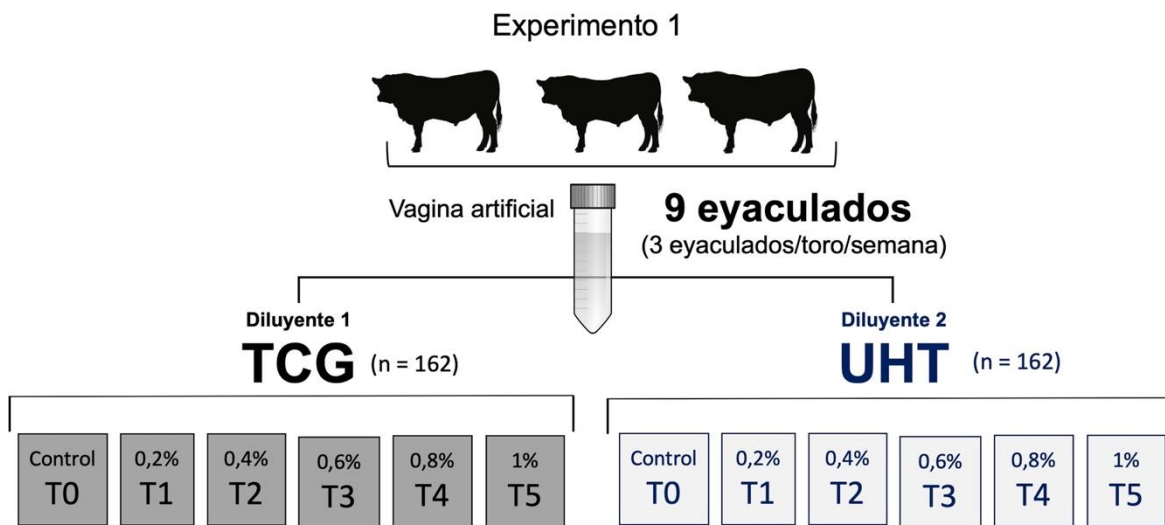 Experimento 1
Vagina artificial
9 eyaculados
(3 eyaculados/toro/semana)
Diluyente 1
TCG (n = 162)
Diluyente 2
UHT (n = 162)
Control
T0
0,2%
T1
0,4%
T2
0,6%
T3
0,8%
T4
1%
T5
Control
T0
0,2%
T1
0,4%
T2
0,6%
T3
0,8%
T4
1%
T5